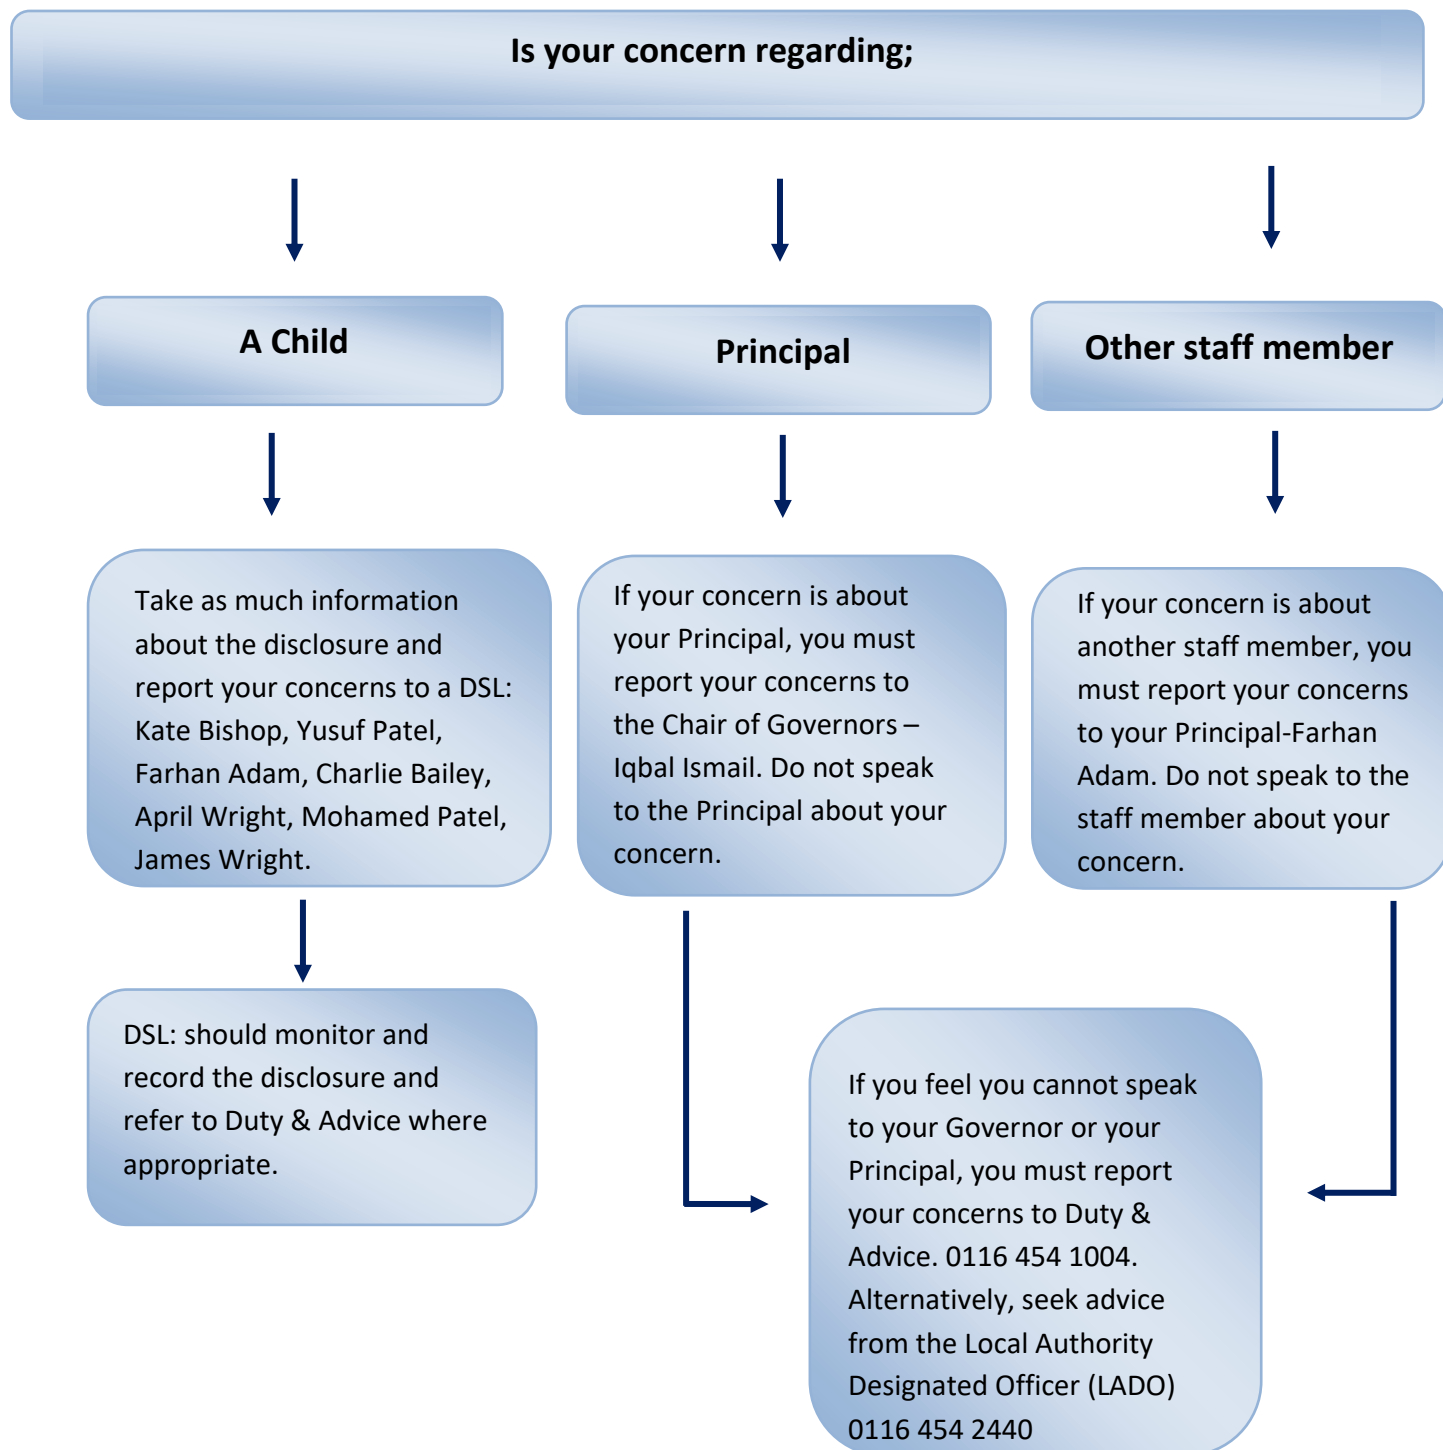 Is your concern regarding;
A Child
Principal
Other staff member
Take as much information
about the disclosure and
report your concerns to a DSL:
Kate Bishop, Yusuf Patel,
Farhan Adam, Charlie Bailey,
April Wright, Mohamed Patel,
James Wright.
If your concern is about
your Principal, you must
report your concerns to
the Chair of Governors –
Iqbal Ismail. Do not speak
to the Principal about your
concern.
If your concern is about
another staff member, you
must report your concerns
to your Principal-Farhan
Adam. Do not speak to the
staff member about your
concern.
DSL: should monitor and
record the disclosure and
refer to Duty & Advice where
appropriate.
If you feel you cannot speak
to your Governor or your
Principal, you must report
your concerns to Duty &
Advice. 0116 454 1004.
Alternatively, seek advice
from the Local Authority
Designated Officer (LADO)
0116 454 2440